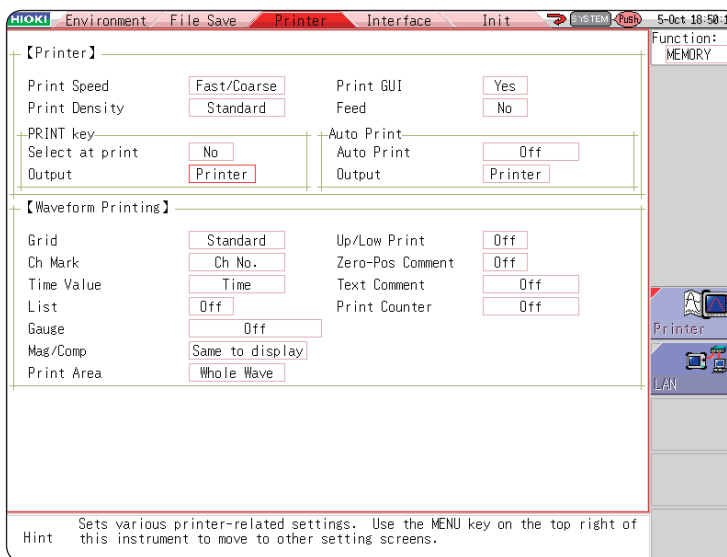 HIOKI Environment File Save Printer Interface Init SYSTEM Push 5-Oct 18:50:
Function:
MEMORY
【Printer】
Print Speed Fast/Coarse Print GUI Yes
Print Density Standard Feed No
PRINT key Auto Print
Select at print No Auto Print Off
Output Printer Output Printer
【Waveform Printing】
Grid Standard Up/Low Print Off
Ch Mark Ch No. Zero-Pos Comment Off
Time Value Time Text Comment Off
List Off Print Counter Off
Gauge Off
Mag/Comp Same to display
Print Area Whole Wave
Printer
LAN
Hint Sets various printer-related settings. Use the MENU key on the top right of
this instrument to move to other setting screens.